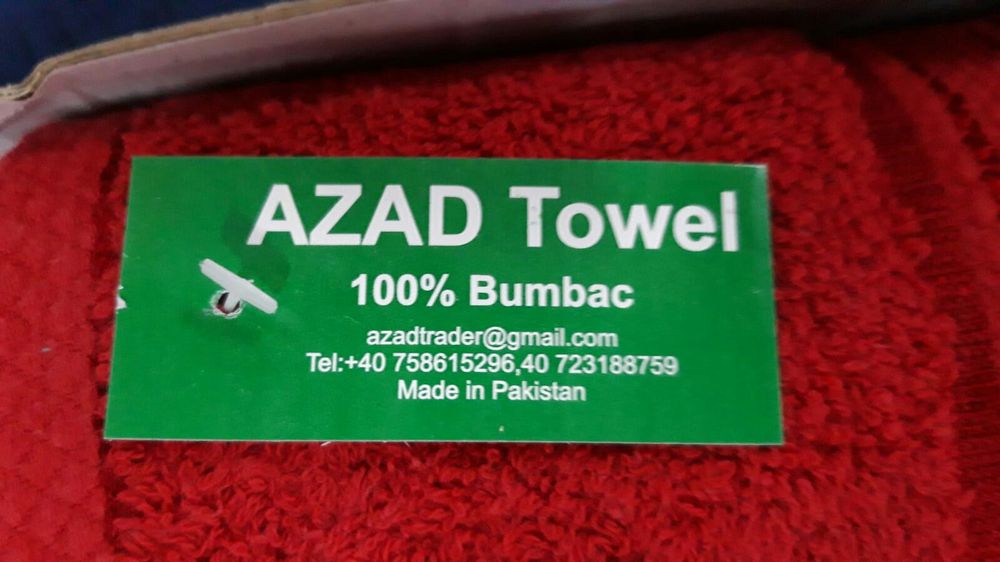 AZAD Towel
100% Bumbac
azadtrader@gmail.com
Tel:+40 758615296,40 723188759
Made in Pakistan